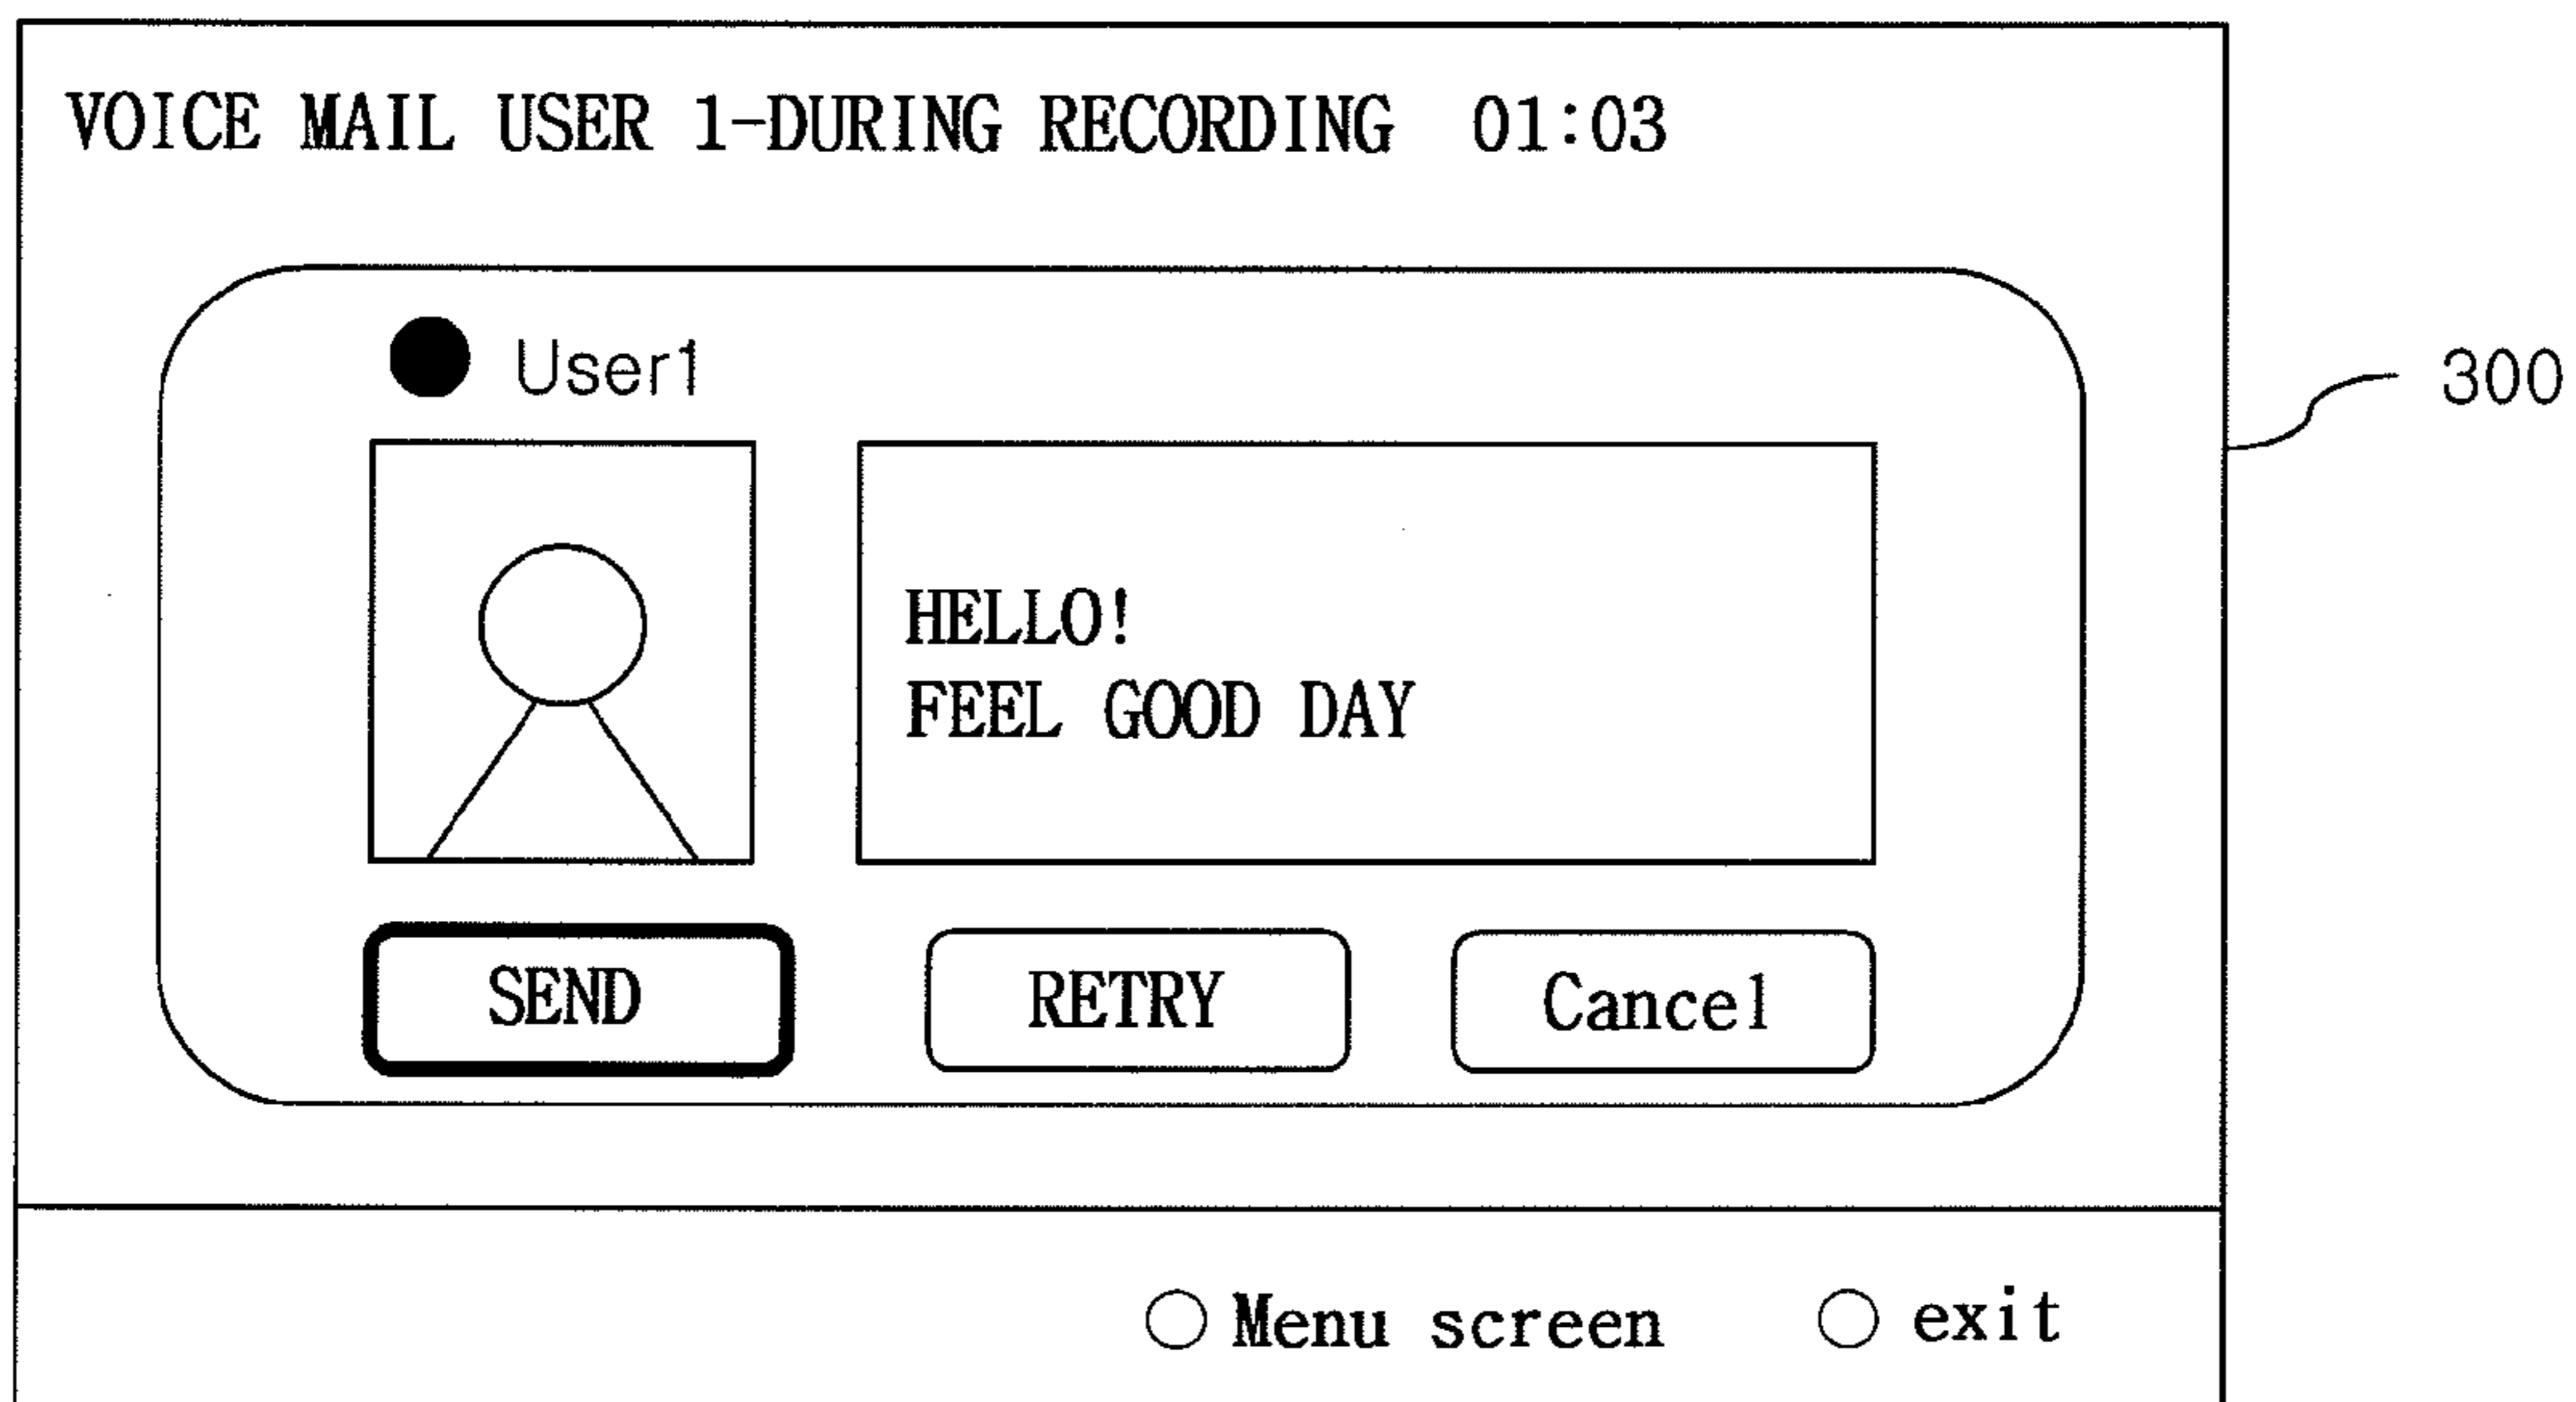 VOICE MAIL USER 1-DURING RECORDING 01:03
User1
300
HELLO!
FEEL GOOD DAY
SEND RETRY Cancel
Menu screen exit